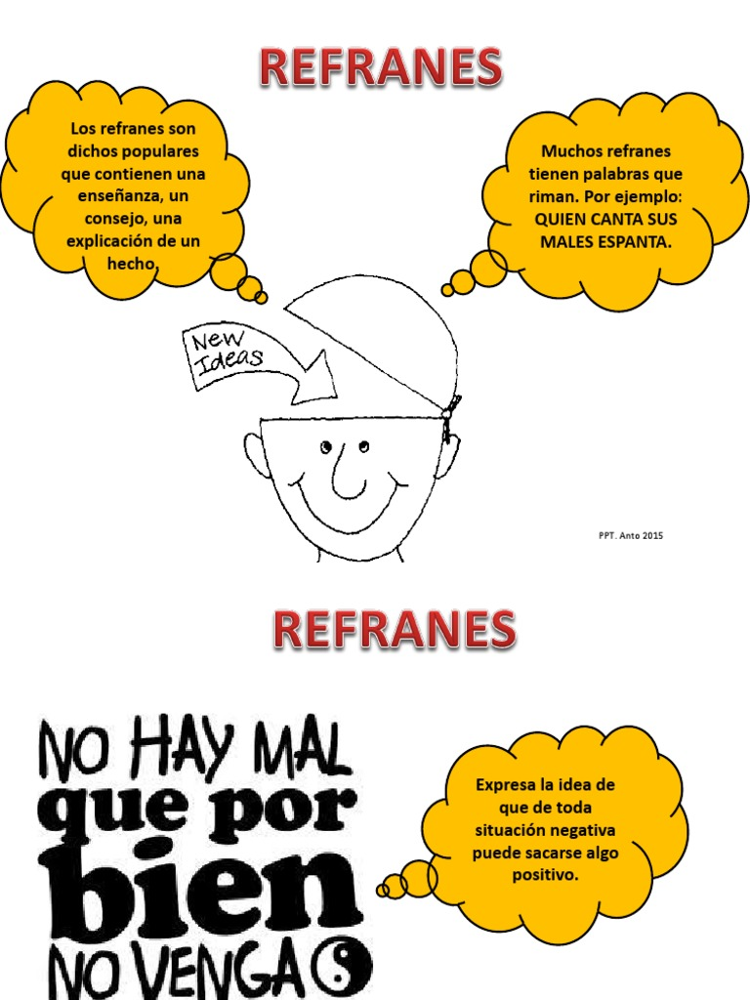 REFRANES
Los refranes son
dichos populares
que contienen una
enseñanza, un
consejo, una
explicación de un
hecho.
Muchos refranes
tienen palabras que
riman. Por ejemplo:
QUIEN CANTA SUS
MALES ESPANTA.
New
Ideas
PPT. Anto 2015
REFRANES
NO HAY MAL
que por
bien
NO VENGA
Expresa la idea de
que de toda
situación negativa
puede sacarse algo
positivo.